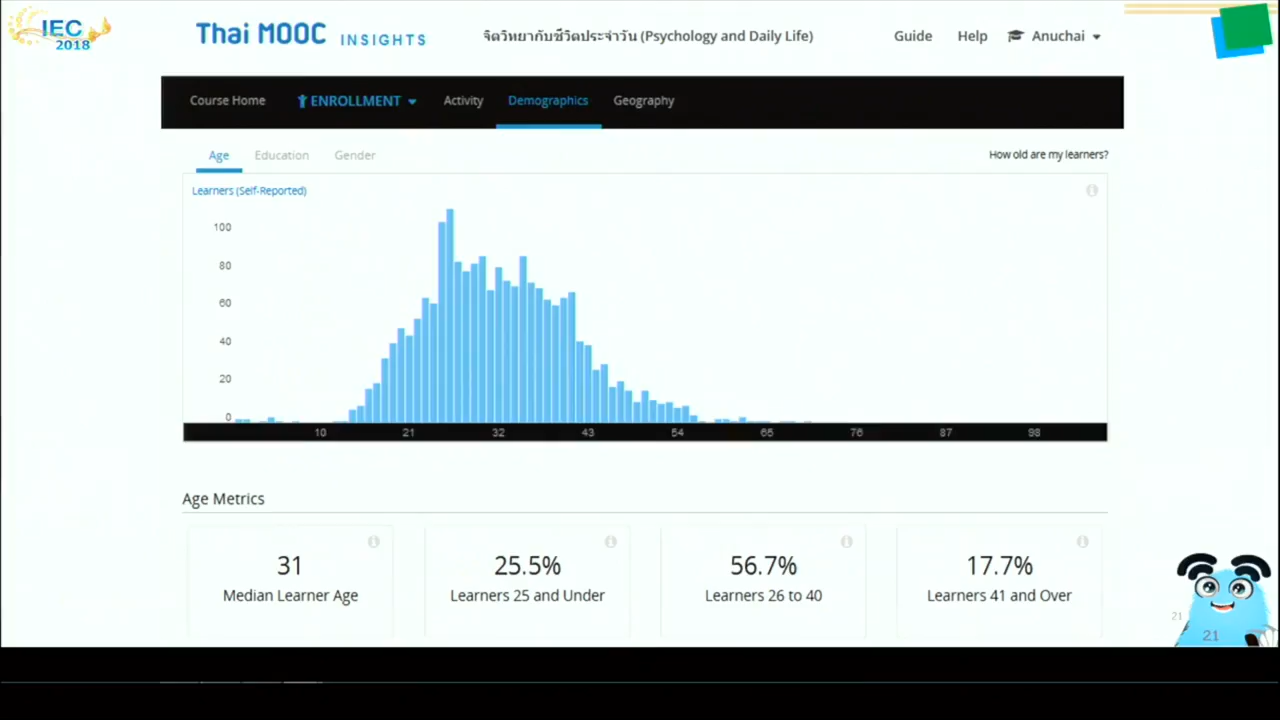 IEC
2018
Thai MOOC INSIGHTS
จิตวิทยากับชีวิตประจำวัน (Psychology and Daily Life)
Guide
Help
Anuchai
Course Home
ENROLLMENT
Activity
Demographics
Geography
Age
Education
Gender
How old are my learners?
Learners (Self-Reported)
100
80
60
40
20
0
10 21 32 43 54 65 76 87 98
Age Metrics
31
Median Learner Age
25.5%
Learners 25 and Under
56.7%
Learners 26 to 40
17.7%
Learners 41 and Over
21
21